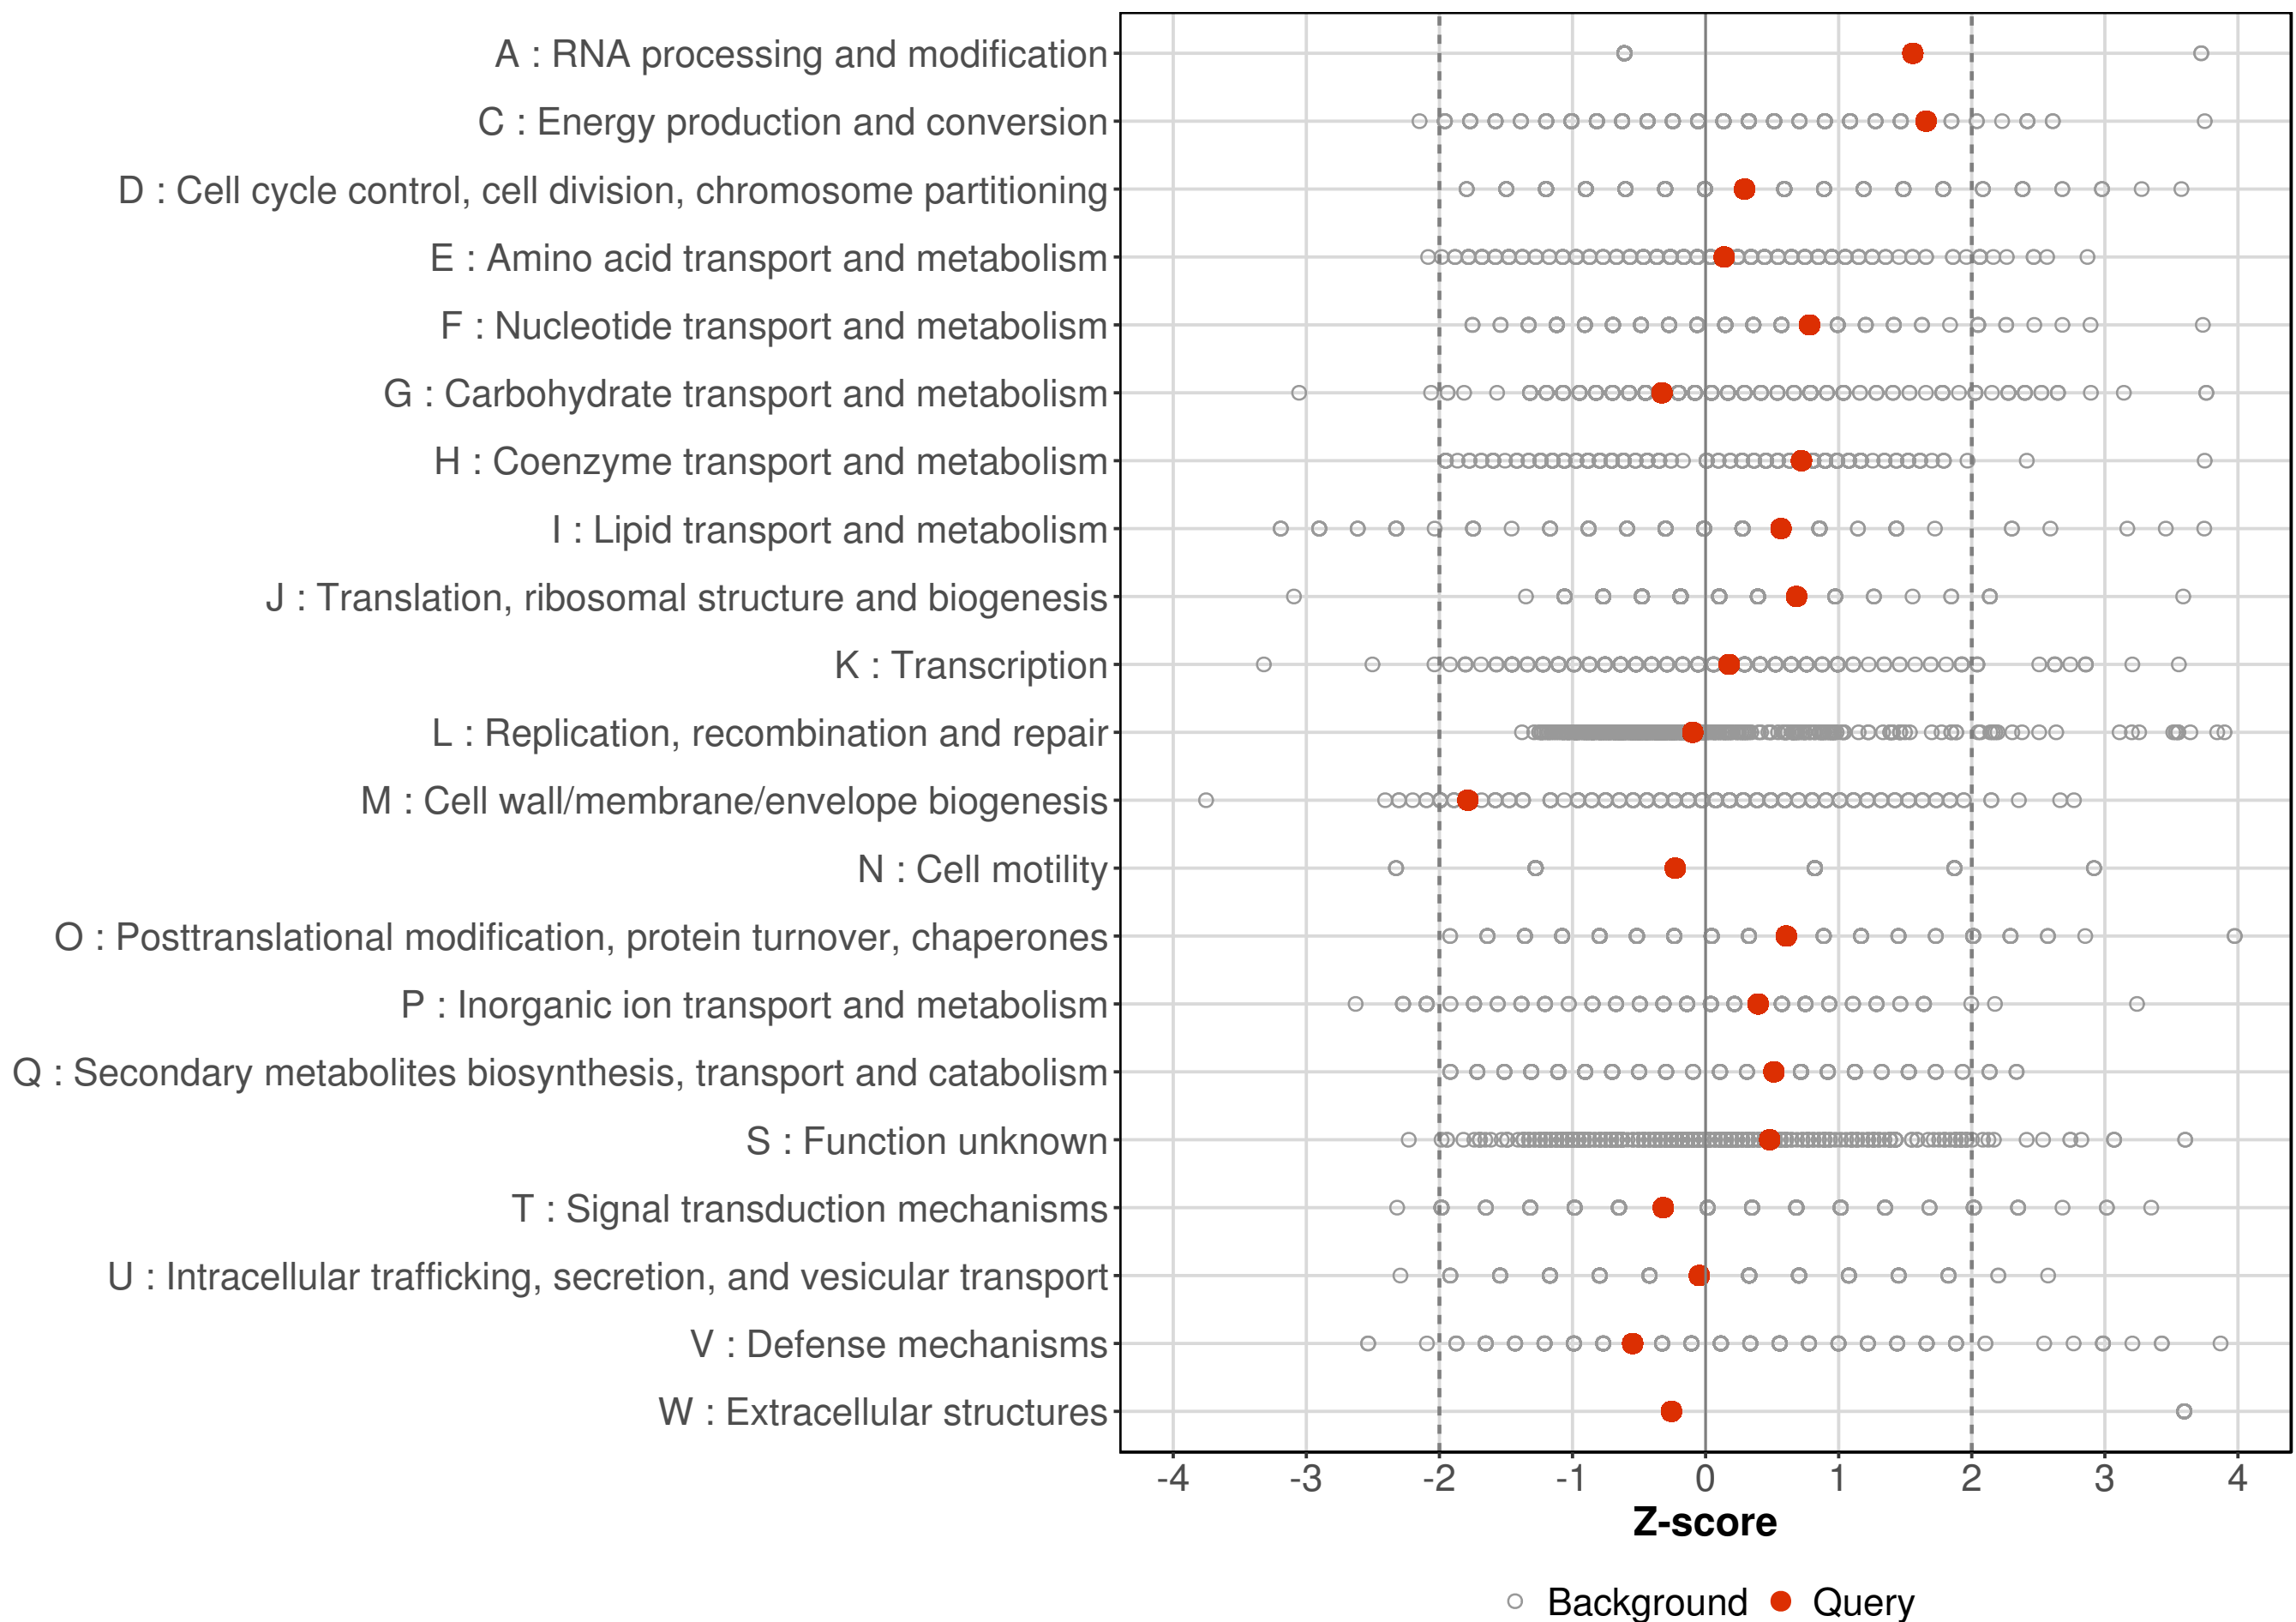 A : RNA processing and modification
C : Energy production and conversion
D : Cell cycle control, cell division, chromosome partitioning
E : Amino acid transport and metabolism
F : Nucleotide transport and metabolism
G : Carbohydrate transport and metabolism
H : Coenzyme transport and metabolism
I : Lipid transport and metabolism
J : Translation, ribosomal structure and biogenesis
K : Transcription
L : Replication, recombination and repair
M : Cell wall/membrane/envelope biogenesis
N : Cell motility
O : Posttranslational modification, protein turnover, chaperones
P : Inorganic ion transport and metabolism
Q : Secondary metabolites biosynthesis, transport and catabolism
S : Function unknown
T : Signal transduction mechanisms
U : Intracellular trafficking, secretion, and vesicular transport
V : Defense mechanisms
W : Extracellular structures
-4 -3 -2 -1 0 1 2 3 4
Z-score
Background Query